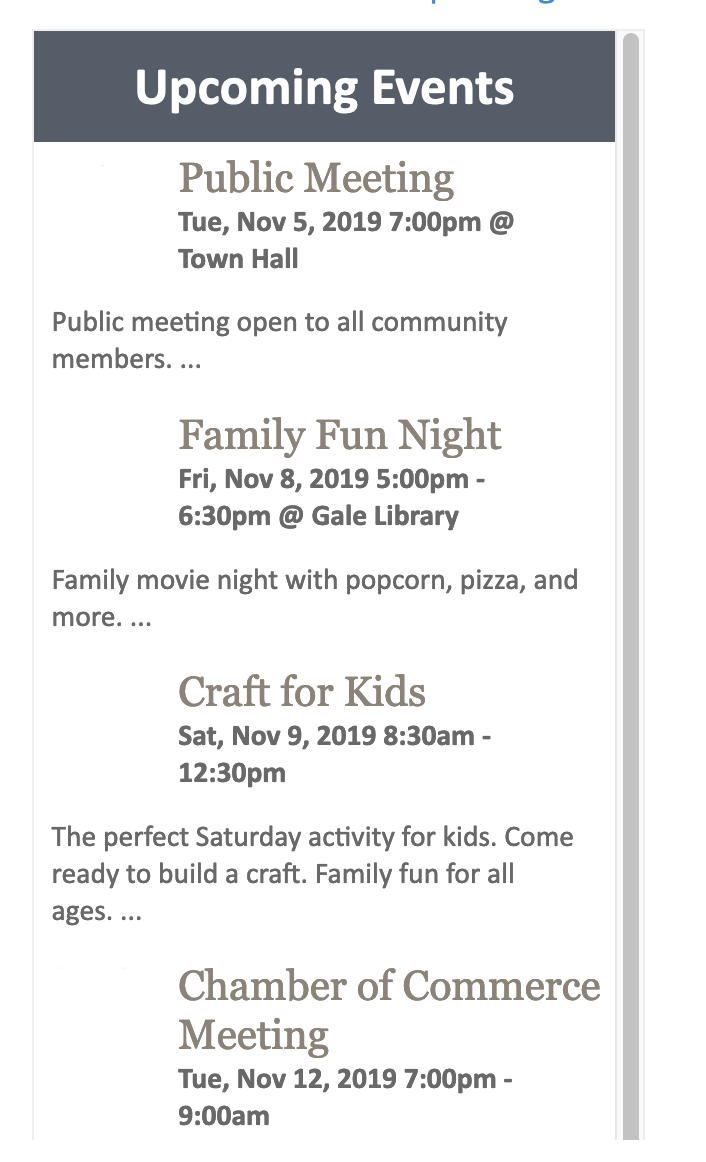 Upcoming Events
Public Meeting
Tue, Nov 5, 2019 7:00pm @
Town Hall
Public meeting open to all community
members. ...
Family Fun Night
Fri, Nov 8, 2019 5:00pm -
6:30pm @ Gale Library
Family movie night with popcorn, pizza, and
more. ...
Craft for Kids
Sat, Nov 9, 2019 8:30am -
12:30pm
The perfect Saturday activity for kids. Come
ready to build a craft. Family fun for all
ages. ...
Chamber of Commerce
Meeting
Tue, Nov 12, 2019 7:00pm -
9:00am